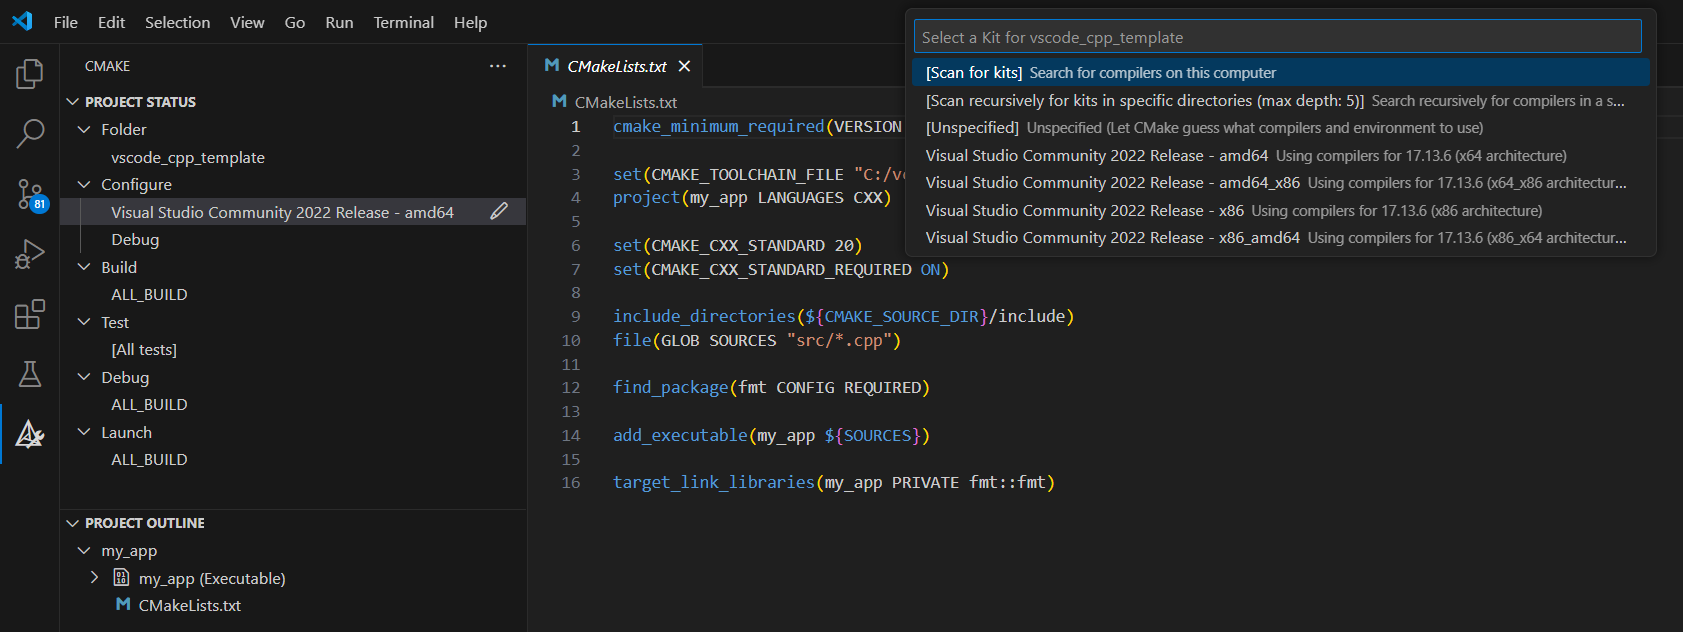 File Edit Selection View Go Run Terminal Help
CMAKE
PROJECT STATUS
Folder
vscode_cpp_template
Configure
Visual Studio Community 2022 Release - amd64
Debug
Build
ALL_BUILD
Test
[All tests]
Debug
ALL_BUILD
Launch
ALL_BUILD
81
PROJECT OUTLINE
my_app
my_app (Executable)
CMakeLists.txt
CMakeLists.txt
CMakeLists.txt
1 cmake_minimum_required(VERSION
2
3 set(CMAKE_TOOLCHAIN_FILE "C:/vc
4 project(my_app LANGUAGES CXX)
5
6 set(CMAKE_CXX_STANDARD 20)
7 set(CMAKE_CXX_STANDARD_REQUIRED ON)
8
9 include_directories(${CMAKE_SOURCE_DIR}/include)
10 file(GLOB SOURCES "src/*.cpp")
11
12 find_package(fmt CONFIG REQUIRED)
13
14 add_executable(my_app ${SOURCES})
15
16 target_link_libraries(my_app PRIVATE fmt::fmt)
Select a Kit for vscode_cpp_template
[Scan for kits] Search for compilers on this computer
[Scan recursively for kits in specific directories (max depth: 5)] Search recursively for compilers in a s...
[Unspecified] Unspecified (Let CMake guess what compilers and environment to use)
Visual Studio Community 2022 Release - amd64 Using compilers for 17.13.6 (x64 architecture)
Visual Studio Community 2022 Release - amd64_x86 Using compilers for 17.13.6 (x64_x86 architectur...
Visual Studio Community 2022 Release - x86 Using compilers for 17.13.6 (x86 architecture)
Visual Studio Community 2022 Release - x86_amd64 Using compilers for 17.13.6 (x86_x64 architectur...